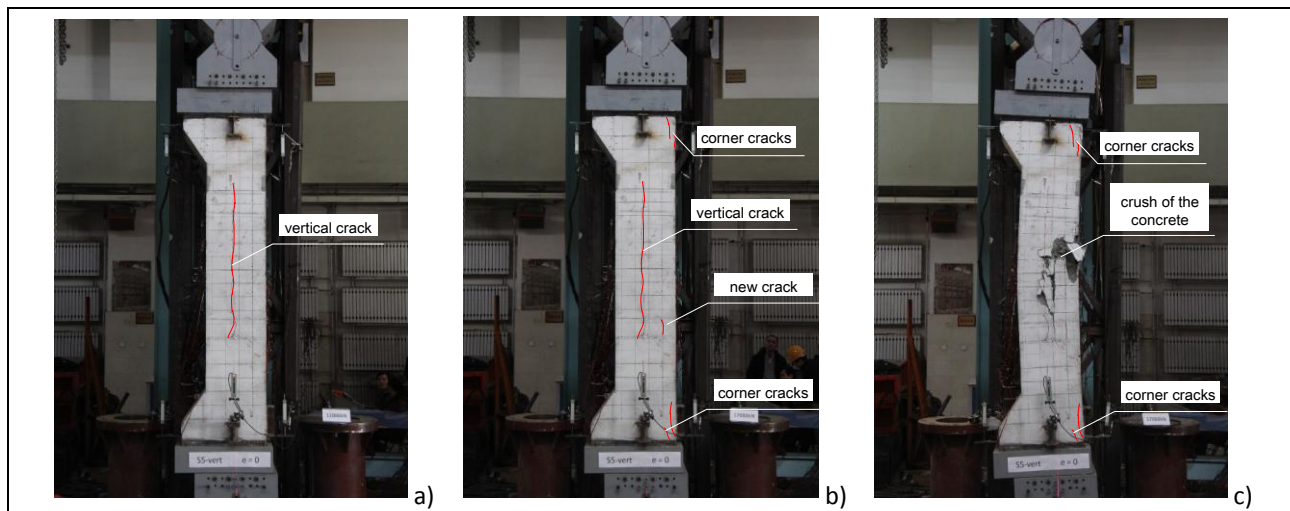 vertical crack
S5-vert e = 0
a)
corner cracks
vertical crack
new crack
corner cracks
S5-vert e = 0
b)
corner cracks
crush of the
concrete
corner cracks
S5-vert e = 0
c)